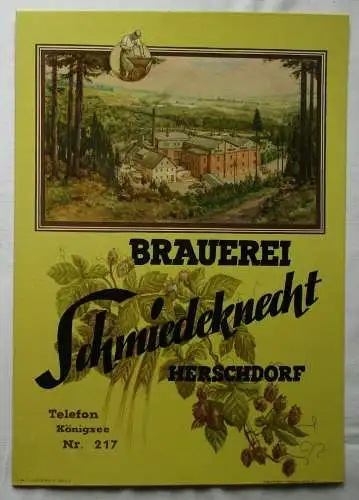 BRAUEREI
Schmiedeknecht
HERSCHDORF
Telefon
Königsee
Nr. 217